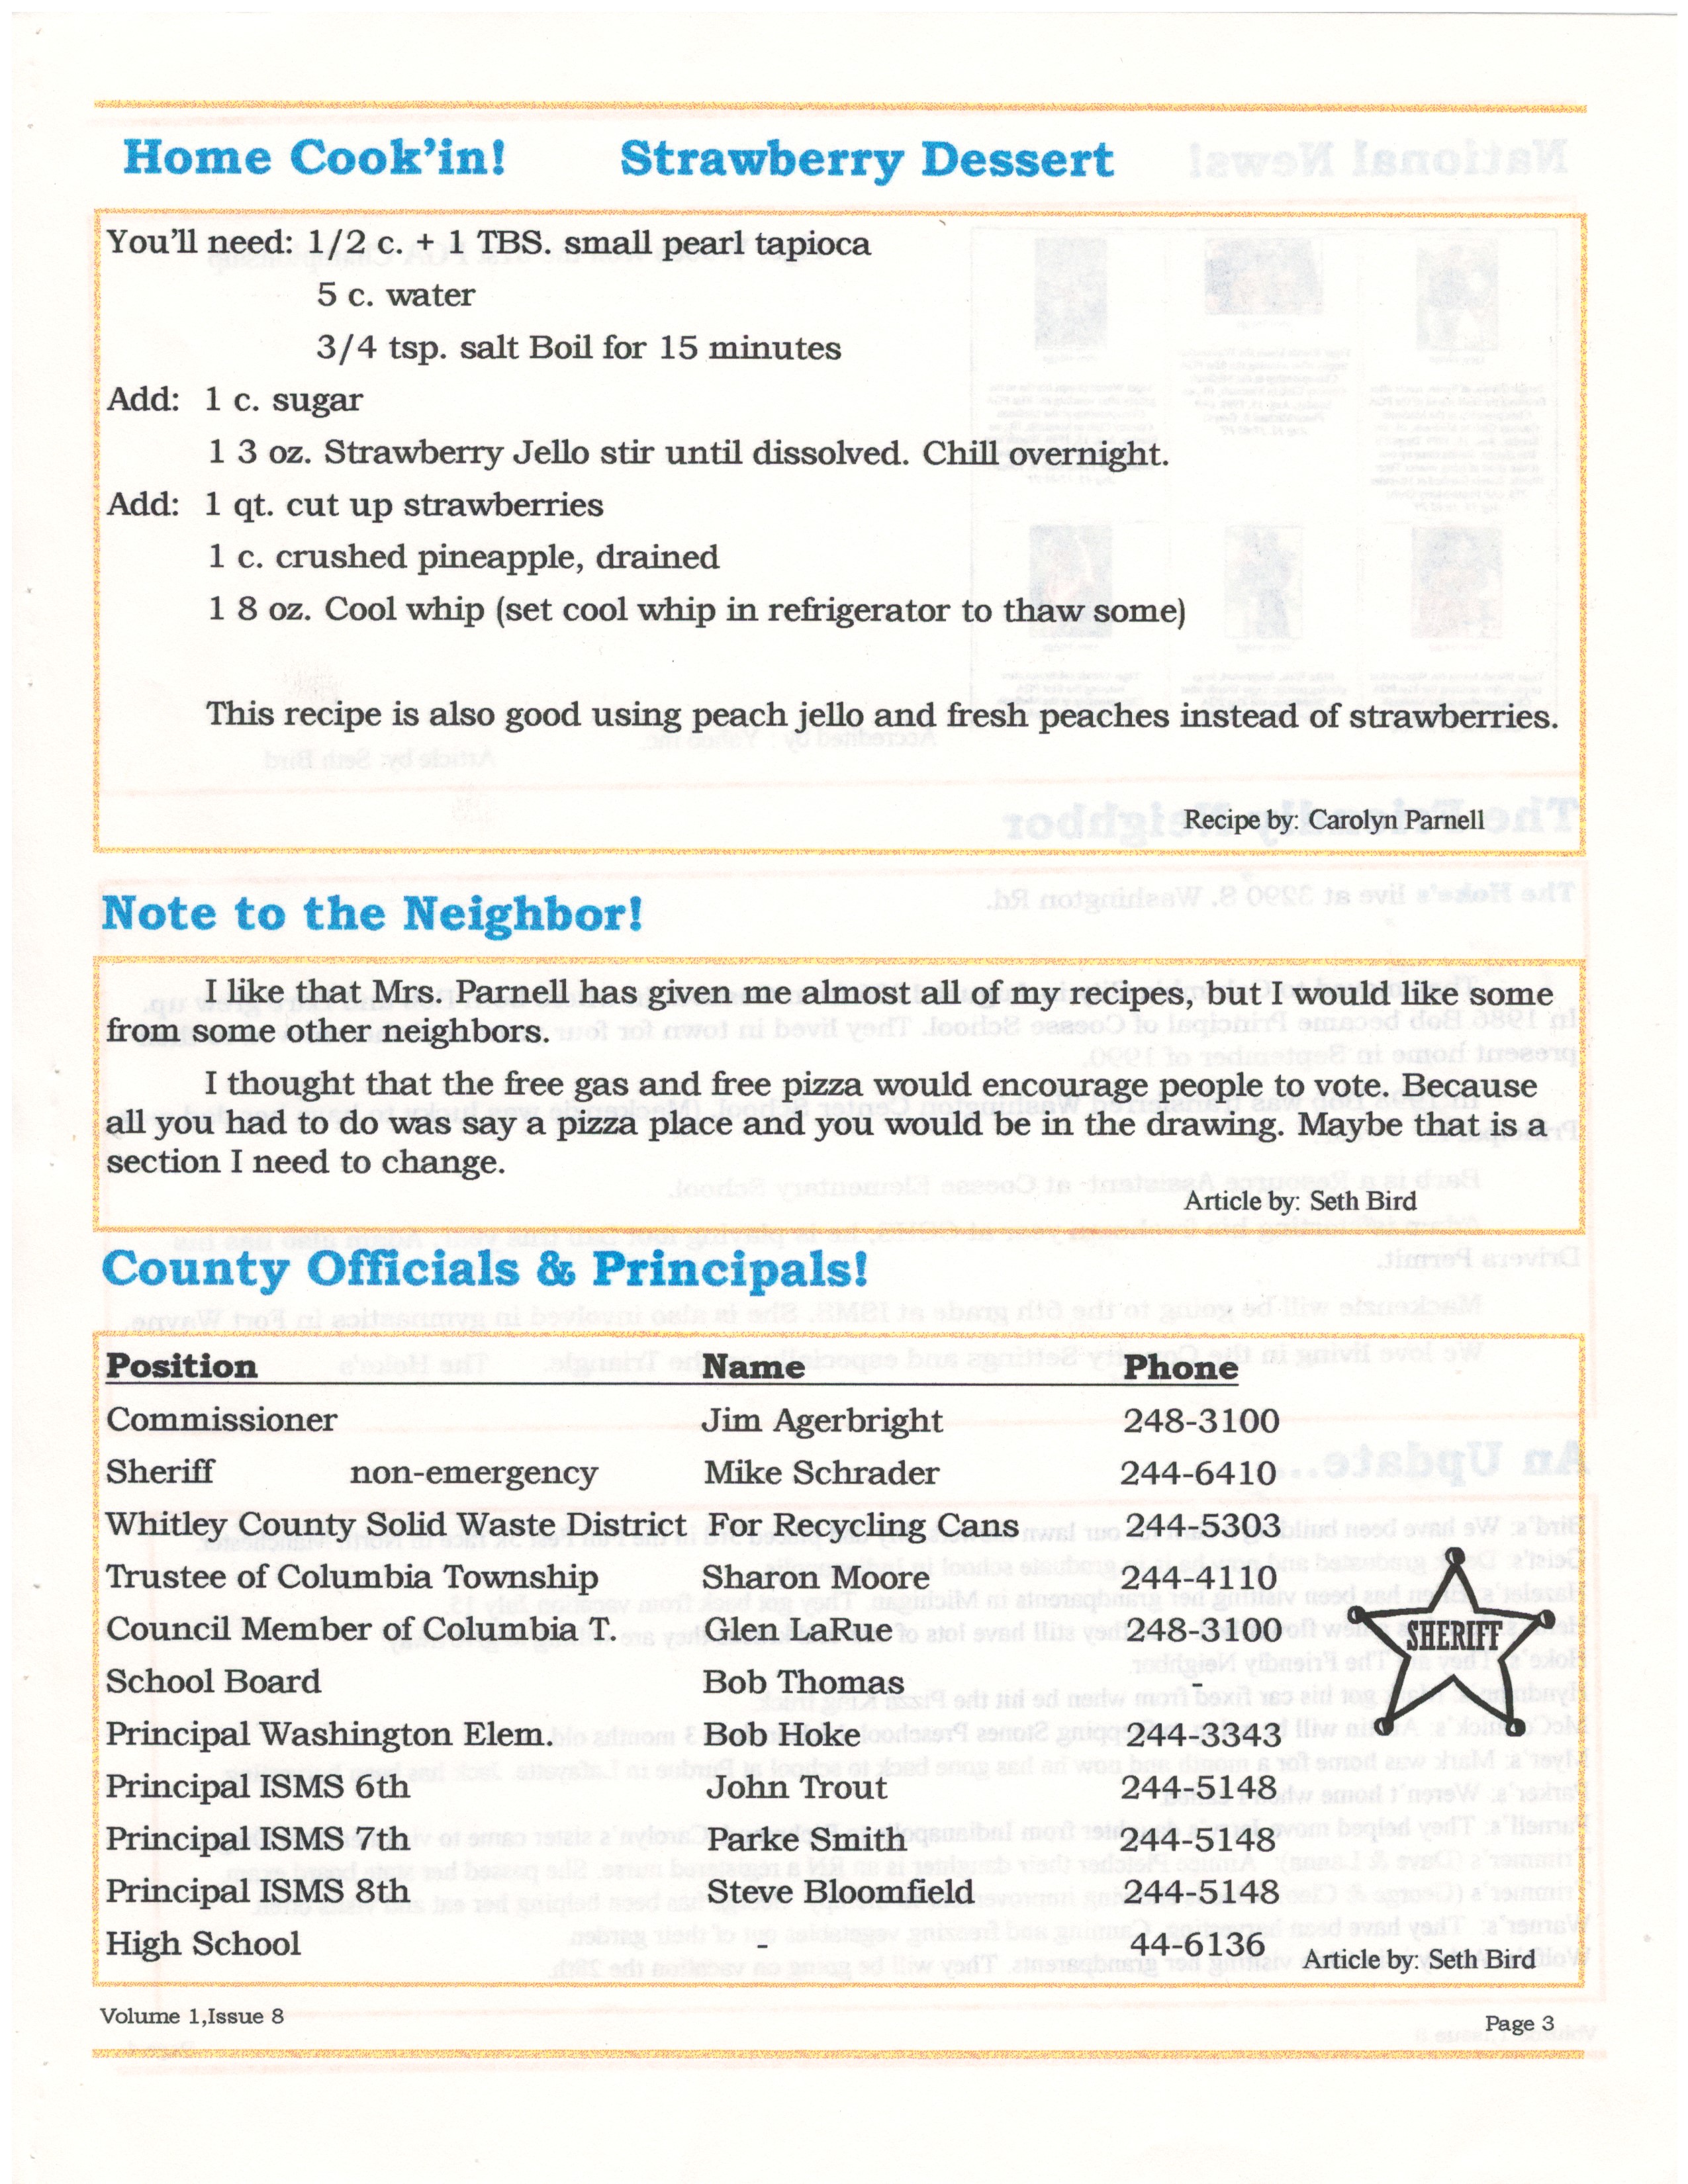 Home Cook'in! Strawberry Dessert
You'll need: 1/2 c. + 1 TBS. small pearl tapioca
5 c. water
3/4 tsp. salt Boil for 15 minutes
Add: 1 c. sugar
1 3 oz. Strawberry Jello stir until dissolved. Chill overnight.
Add: 1 qt. cut up strawberries
1 c. crushed pineapple, drained
1 8 oz. Cool whip (set cool whip in refrigerator to thaw some)
This recipe is also good using peach jello and fresh peaches instead of strawberries.
Recipe by: Carolyn Parnell
Note to the Neighbor!
I like that Mrs. Parnell has given me almost all of my recipes, but I would like some
from some other neighbors.
I thought that the free gas and free pizza would encourage people to vote. Because
all you had to do was say a pizza place and you would be in the drawing. Maybe that is a
section I need to change.
Article by: Seth Bird
County Officials & Principals!
Position Name Phone
Commissioner Jim Agerbright 248-3100
Sheriff non-emergency Mike Schrader 244-6410
Whitley County Solid Waste District For Recycling Cans 244-5303
Trustee of Columbia Township Sharon Moore 244-4110
Council Member of Columbia T. Glen LaRue 248-3100
School Board Bob Thomas -
Principal Washington Elem. Bob Hoke 244-3343
Principal ISMS 6th John Trout 244-5148
Principal ISMS 7th Parke Smith 244-5148
Principal ISMS 8th Steve Bloomfield 244-5148
High School - 44-6136
SHERIFF
Article by: Seth Bird
Volume 1,Issue 8 Page 3